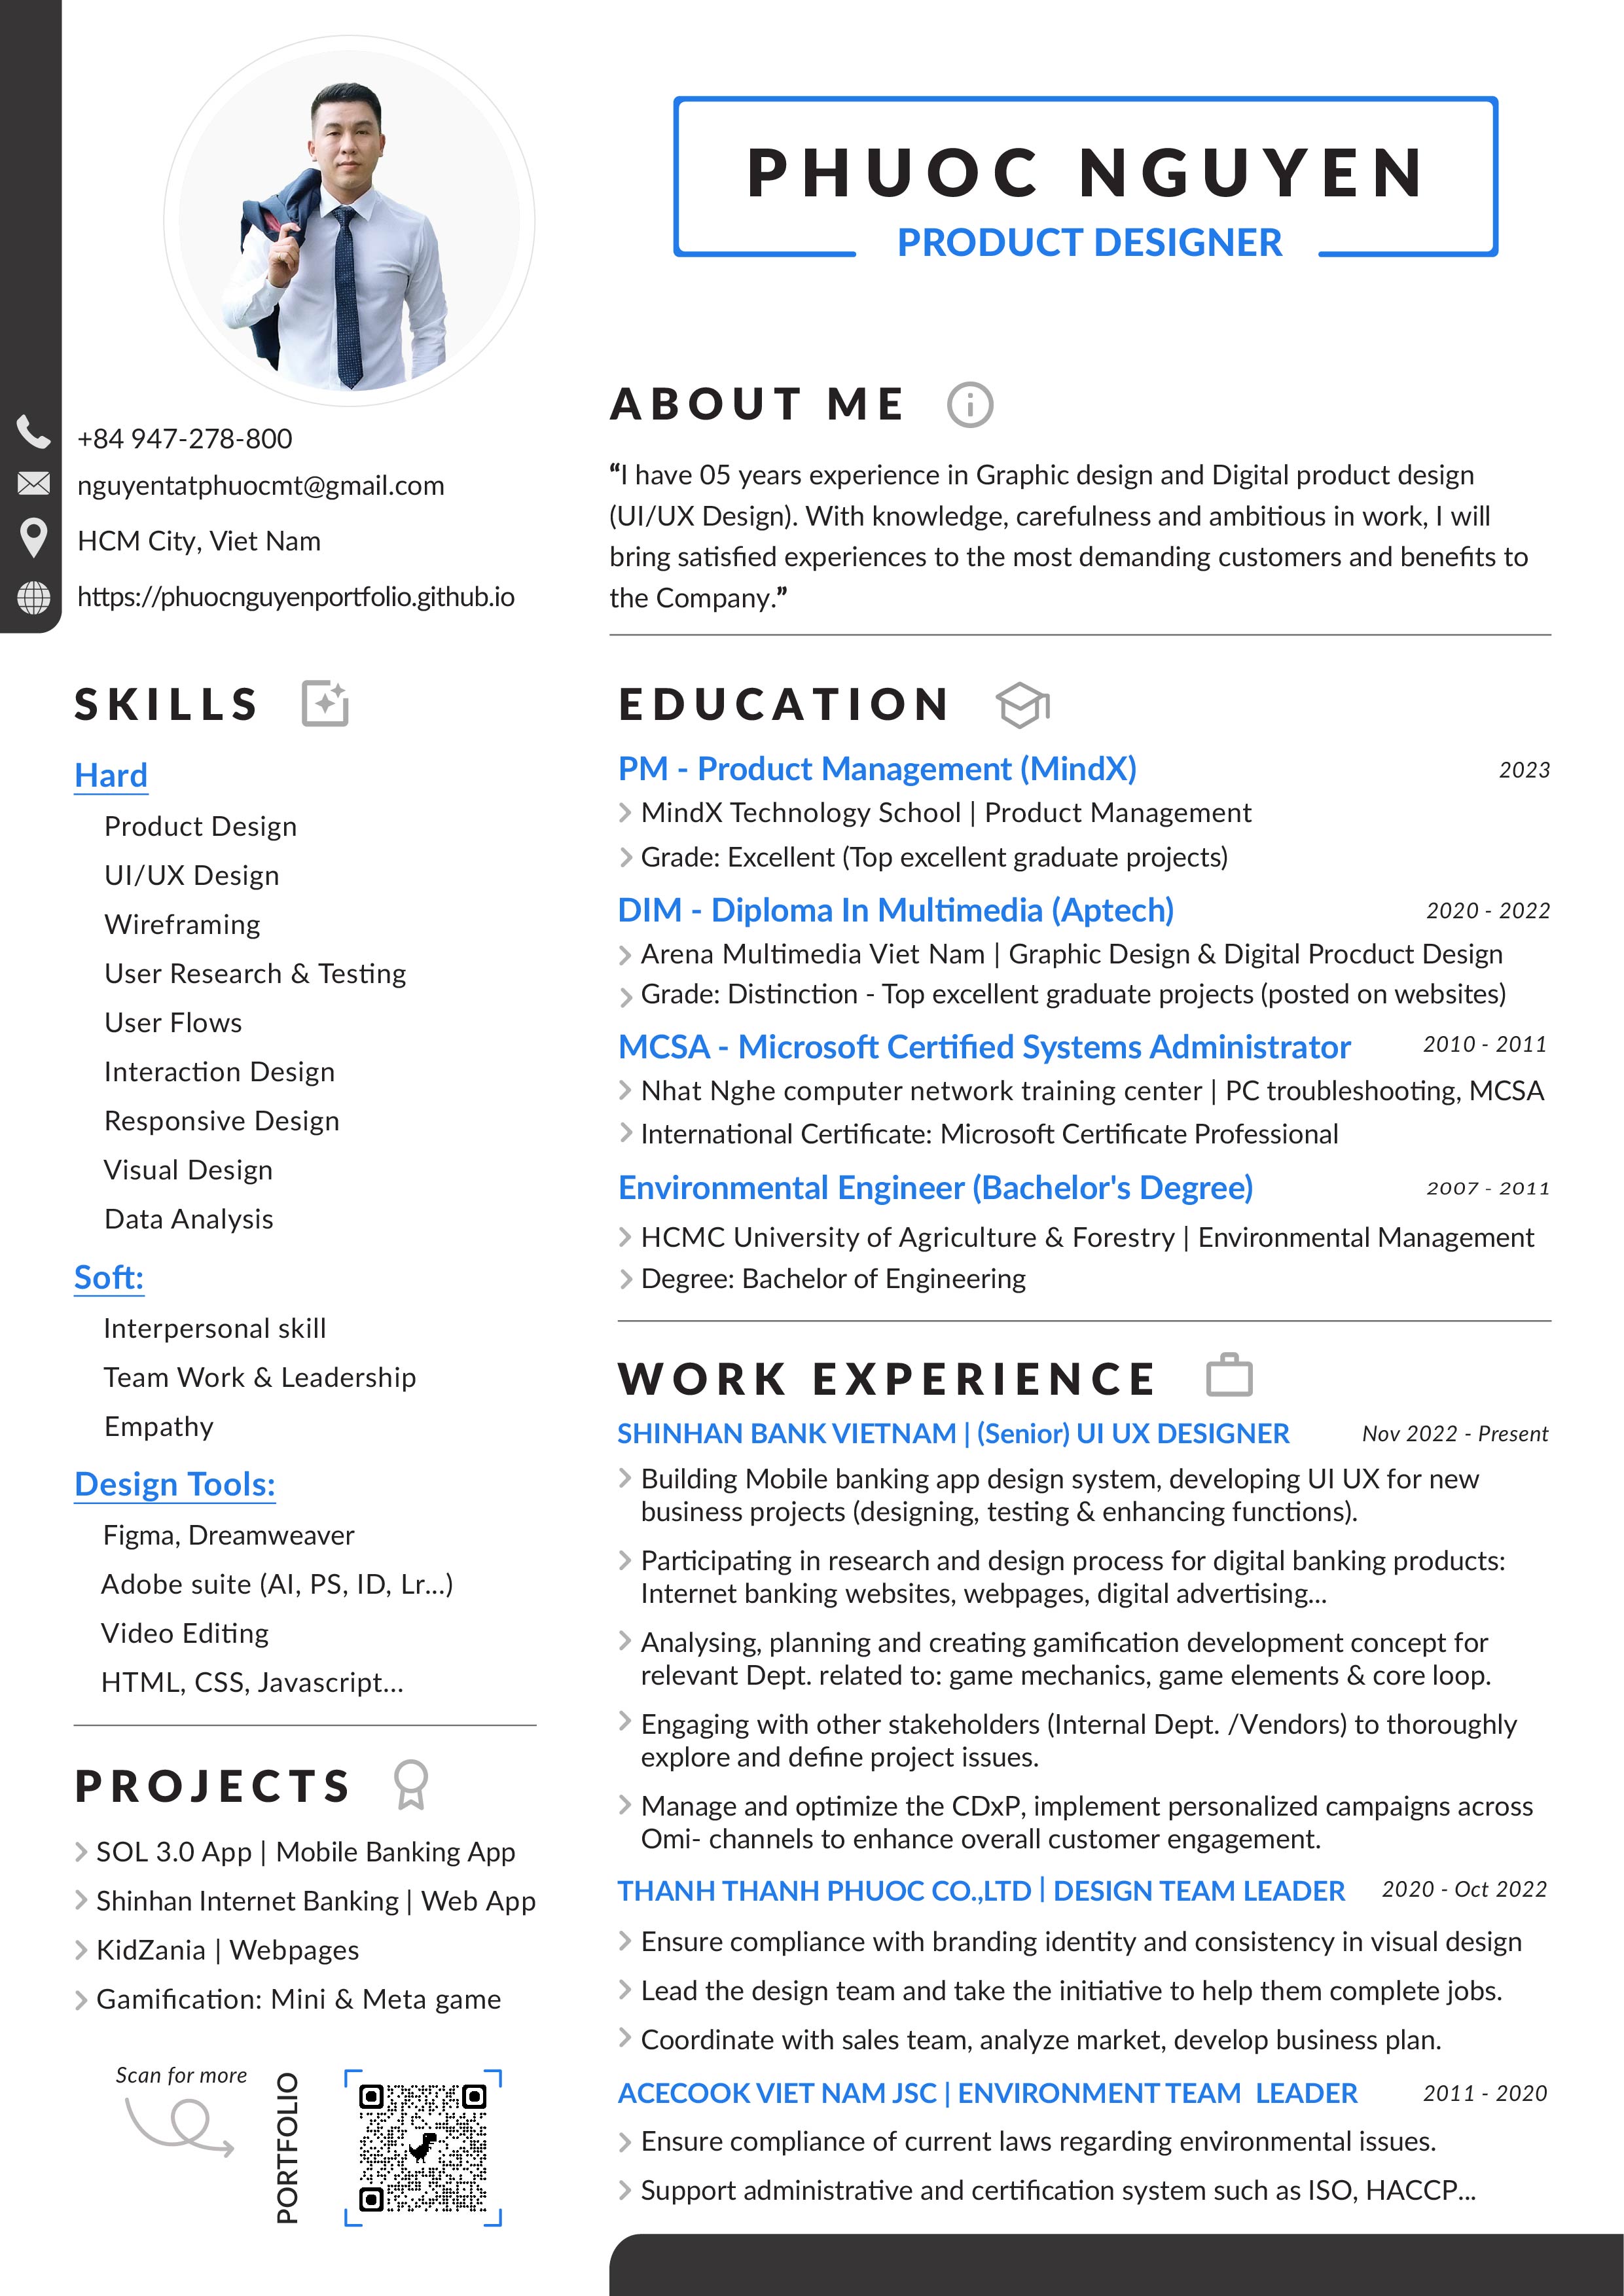 PHUOC NGUYEN
PRODUCT DESIGNER
+84 947-278-800
nguyentatphuocmt@gmail.com
HCM City, Viet Nam
https://phuocnguyenportfolio.github.io
ABOUT ME
“I have 05 years experience in Graphic design and Digital product design
(UI/UX Design). With knowledge, carefulness and ambitious in work, I will
bring satisfied experiences to the most demanding customers and benefits to
the Company.”
SKILLS
Hard
Product Design
UI/UX Design
Wireframing
User Research & Testing
User Flows
Interaction Design
Responsive Design
Visual Design
Data Analysis
Soft:
Interpersonal skill
Team Work & Leadership
Empathy
Design Tools:
Figma, Dreamweaver
Adobe suite (AI, PS, ID, Lr...)
Video Editing
HTML, CSS, Javascript...
PROJECTS
SOL 3.0 App | Mobile Banking App
Shinhan Internet Banking | Web App
KidZania | Webpages
Gamification: Mini & Meta game
Scan for more
PORTFOLIO
EDUCATION
PM - Product Management (MindX) 2023
MindX Technology School | Product Management
Grade: Excellent (Top excellent graduate projects)
DIM - Diploma In Multimedia (Aptech) 2020 - 2022
Arena Multimedia Viet Nam | Graphic Design & Digital Procduct Design
Grade: Distinction - Top excellent graduate projects (posted on websites)
MCSA - Microsoft Certified Systems Administrator 2010 - 2011
Nhat Nghe computer network training center | PC troubleshooting, MCSA
International Certificate: Microsoft Certificate Professional
Environmental Engineer (Bachelor's Degree) 2007 - 2011
HCMC University of Agriculture & Forestry | Environmental Management
Degree: Bachelor of Engineering
WORK EXPERIENCE
SHINHAN BANK VIETNAM | (Senior) UI UX DESIGNER Nov 2022 - Present
Building Mobile banking app design system, developing UI UX for new
business projects (designing, testing & enhancing functions).
Participating in research and design process for digital banking products:
Internet banking websites, webpages, digital advertising...
Analysing, planning and creating gamification development concept for
relevant Dept. related to: game mechanics, game elements & core loop.
Engaging with other stakeholders (Internal Dept. /Vendors) to thoroughly
explore and define project issues.
Manage and optimize the CDxP, implement personalized campaigns across
Omi- channels to enhance overall customer engagement.
THANH THANH PHUOC CO.,LTD | DESIGN TEAM LEADER 2020 - Oct 2022
Ensure compliance with branding identity and consistency in visual design
Lead the design team and take the initiative to help them complete jobs.
Coordinate with sales team, analyze market, develop business plan.
ACECOOK VIET NAM JSC | ENVIRONMENT TEAM LEADER 2011 - 2020
Ensure compliance of current laws regarding environmental issues.
Support administrative and certification system such as ISO, HACCP...